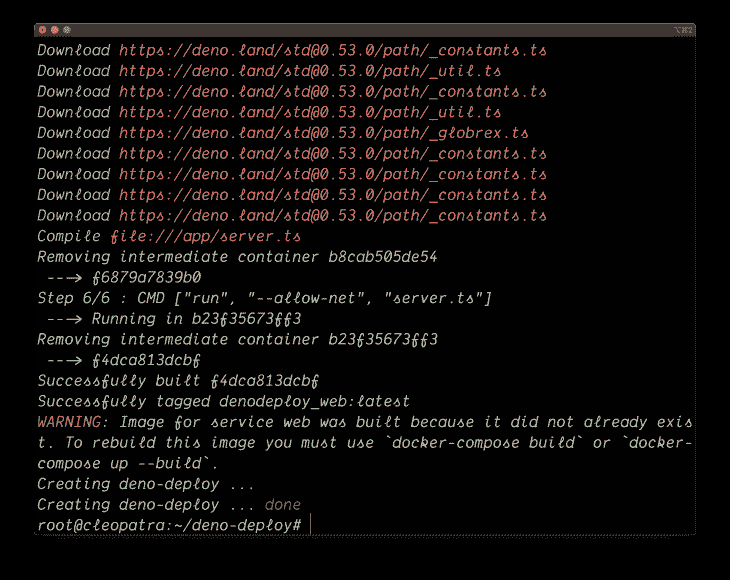 ⌥⌘2
Download https://deno.land/std@0.53.0/path/_constants.ts
Download https://deno.land/std@0.53.0/path/_util.ts
Download https://deno.land/std@0.53.0/path/_constants.ts
Download https://deno.land/std@0.53.0/path/_util.ts
Download https://deno.land/std@0.53.0/path/_globrex.ts
Download https://deno.land/std@0.53.0/path/_constants.ts
Download https://deno.land/std@0.53.0/path/_constants.ts
Download https://deno.land/std@0.53.0/path/_constants.ts
Download https://deno.land/std@0.53.0/path/_constants.ts
Compile file:///app/server.ts
Removing intermediate container b8cab505de54
 ---> f6879a7839b0
Step 6/6 : CMD ["run", "--allow-net", "server.ts"]
 ---> Running in b23f35673ff3
Removing intermediate container b23f35673ff3
 ---> f4dca813dcbf
Successfully built f4dca813dcbf
Successfully tagged denodeploy_web:latest
WARNING: Image for service web was built because it did not already exis
t. To rebuild this image you must use `docker-compose build` or `docker-
compose up --build`.
Creating deno-deploy ...
Creating deno-deploy ... done
root@cleopatra:~/deno-deploy#